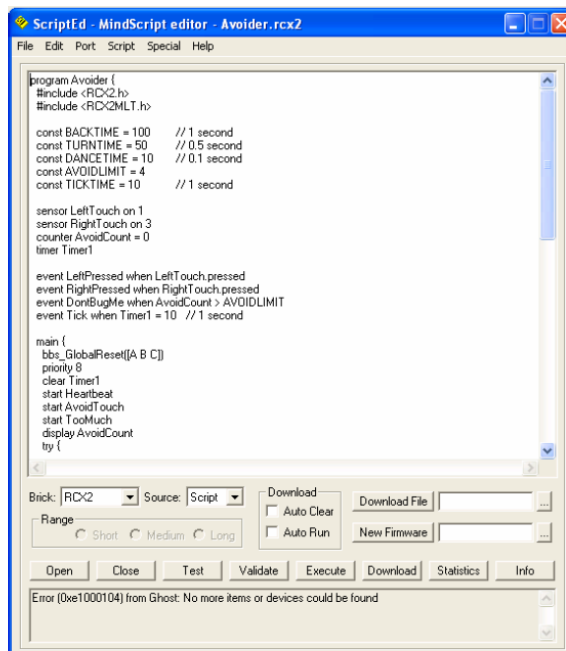 ScriptEd - MindScript editor - Avoider.rcx2
File Edit Port Script Special Help
program Avoider {
#include <RCX2.h>
#include <RCX2MLT.h>
const BACKTIME = 100 // 1 second
const TURNTIME = 50 // 0.5 second
const DANCETIME = 10 // 0.1 second
const AVOIDLIMIT = 4
const TICKTIME = 10 // 1 second
sensor LeftTouch on 1
sensor RightTouch on 3
counter AvoidCount = 0
timer Timer1
event LeftPressed when LeftTouch.pressed
event RightPressed when RightTouch.pressed
event DontBugMe when AvoidCount > AVOIDLIMIT
event Tick when Timer1 = 10 // 1 second
main {
bbs_GlobalReset([A B C])
priority 8
clear Timer1
start Heartbeat
start AvoidTouch
start TooMuch
display AvoidCount
try {
Brick: RCX2 Source: Script
Download
Auto Clear
Auto Run
Download File ...
New Firmware ...
Range
Short Medium Long
Open Close Test Validate Execute Download Statistics Info
Error (0xe1000104) from Ghost: No more items or devices could be found